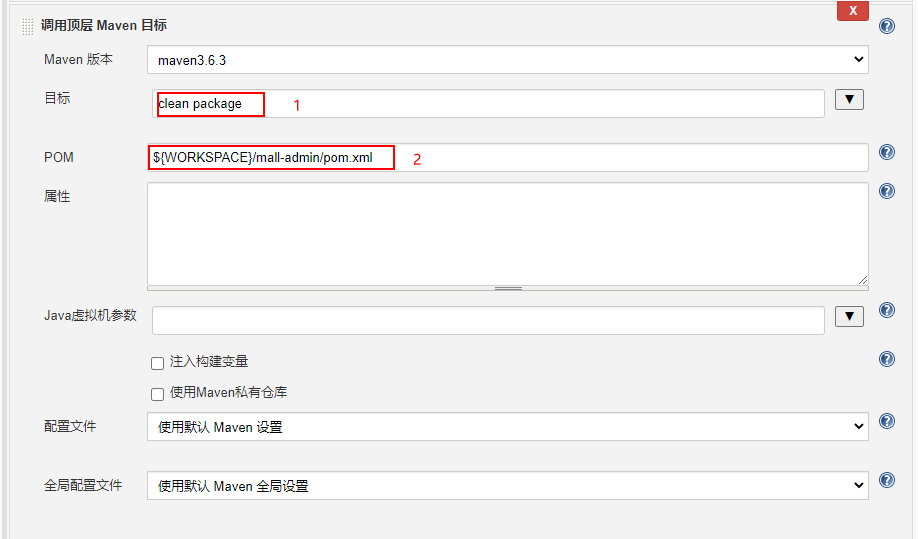 X
调用顶层 Maven 目标
Maven 版本
maven3.6.3
目标
clean package
1
POM
${WORKSPACE}/mall-admin/pom.xml
2
属性
Java虚拟机参数
注入构建变量
使用Maven私有仓库
配置文件
使用默认 Maven 设置
全局配置文件
使用默认 Maven 全局设置